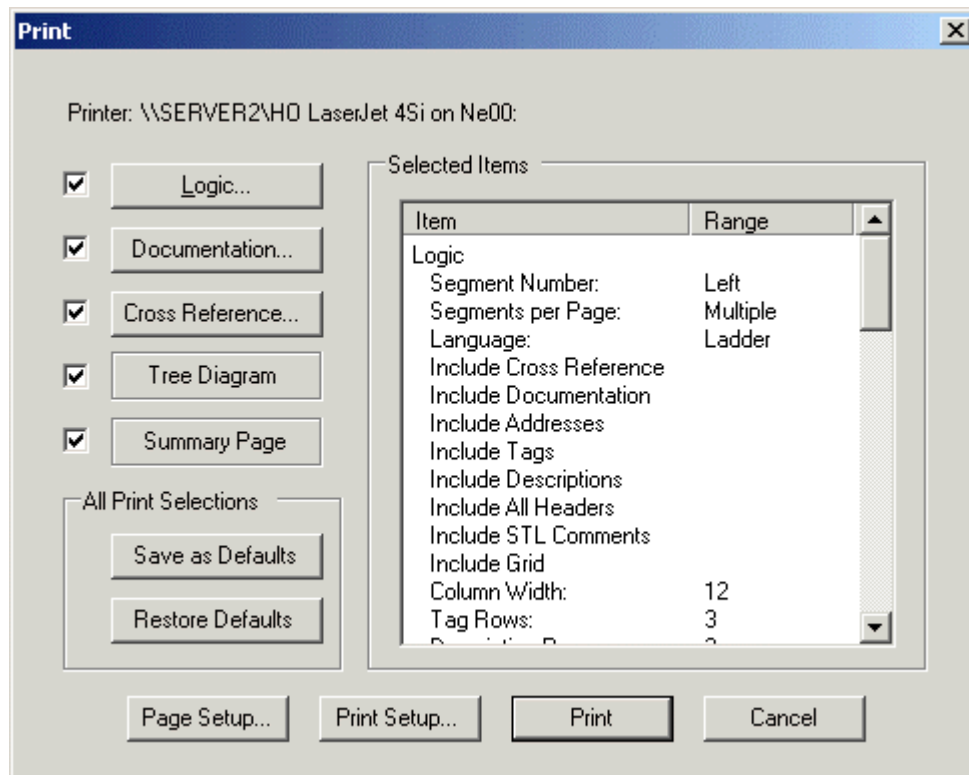 Print
Printer: \\SERVER2\HO LaserJet 4Si on Ne00:
Logic...
Documentation...
Cross Reference...
Tree Diagram
Summary Page
All Print Selections
Save as Defaults
Restore Defaults
Selected Items
Item Range
Logic
Segment Number: Left
Segments per Page: Multiple
Language: Ladder
Include Cross Reference
Include Documentation
Include Addresses
Include Tags
Include Descriptions
Include All Headers
Include STL Comments
Include Grid
Column Width: 12
Tag Rows: 3
Page Setup... Print Setup... Print Cancel